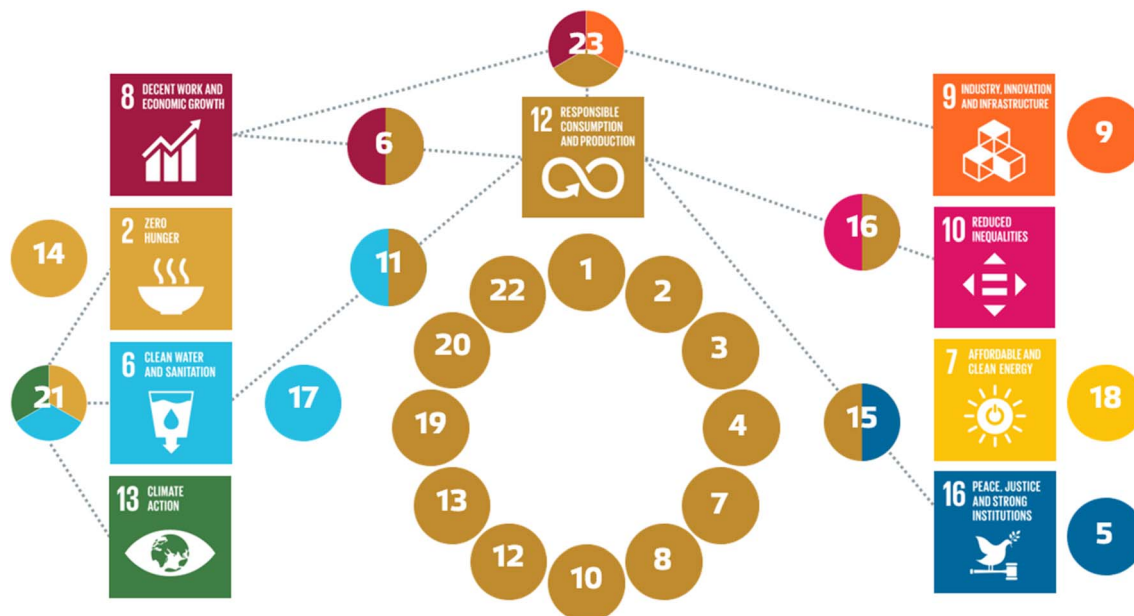 23
8 DECENT WORK AND
ECONOMIC GROWTH
6
12 RESPONSIBLE
CONSUMPTION
AND PRODUCTION
9 INDUSTRY, INNOVATION
AND INFRASTRUCTURE
9
14
2 ZERO
HUNGER
11
16
10 REDUCED
INEQUALITIES
21
6 CLEAN WATER
AND SANITATION
17
15
7 AFFORDABLE AND
CLEAN ENERGY
18
13 CLIMATE
ACTION
16 PEACE, JUSTICE
AND STRONG
INSTITUTIONS
5
1
2
3
4
7
8
10
12
13
19
20
22